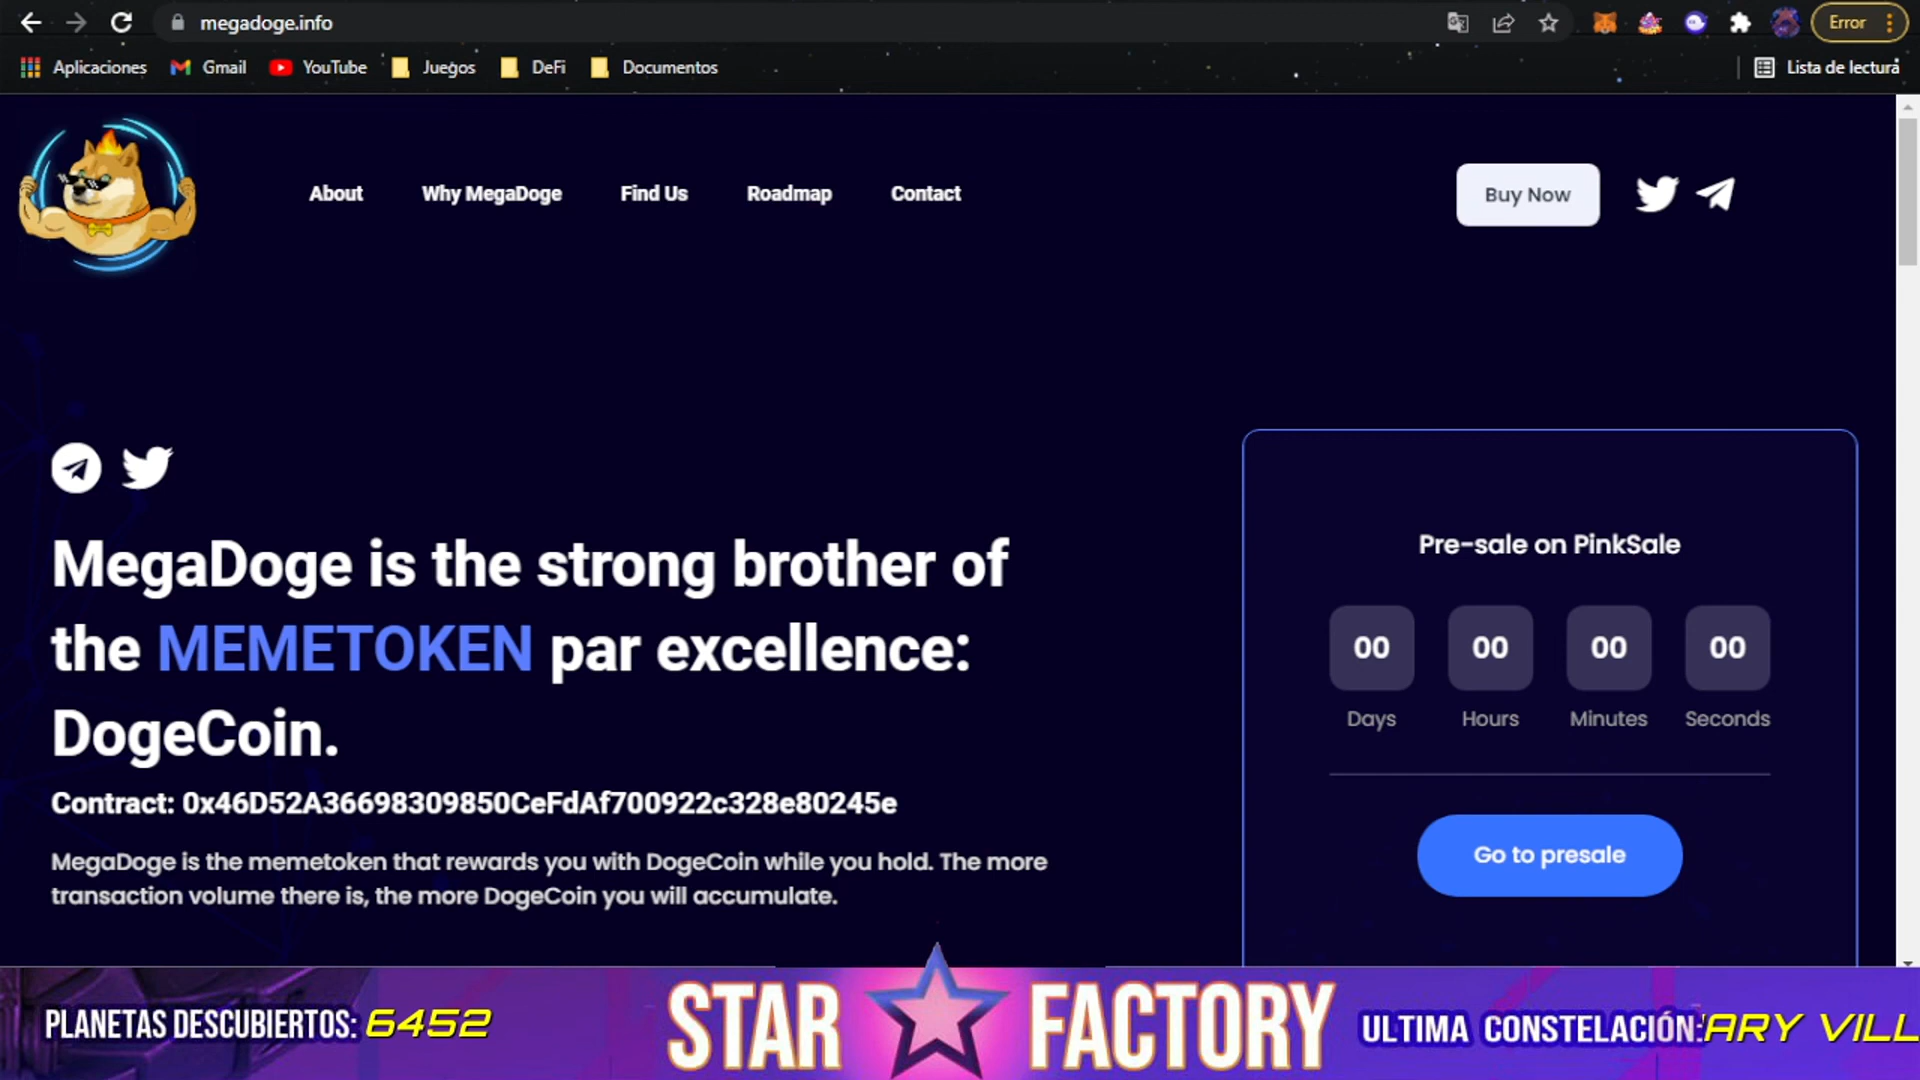 megadoge.info
Error
Aplicaciones
Gmail
YouTube
Juegos
DeFi
Documentos
Lista de lectura
About
Why MegaDoge
Find Us
Roadmap
Contact
Buy Now
MegaDoge is the strong brother of
the MEMETOKEN par excellence:
DogeCoin.
Contract: 0x46D52A36698309850CeFdAf700922c328e80245e
MegaDoge is the memetoken that rewards you with DogeCoin while you hold. The more
transaction volume there is, the more DogeCoin you will accumulate.
Pre-sale on PinkSale
00 00 00 00
Days Hours Minutes Seconds
Go to presale
PLANETAS DESCUBIERTOS: 6452
STAR FACTORY
ULTIMA CONSTELACIÓN: ARY VILL